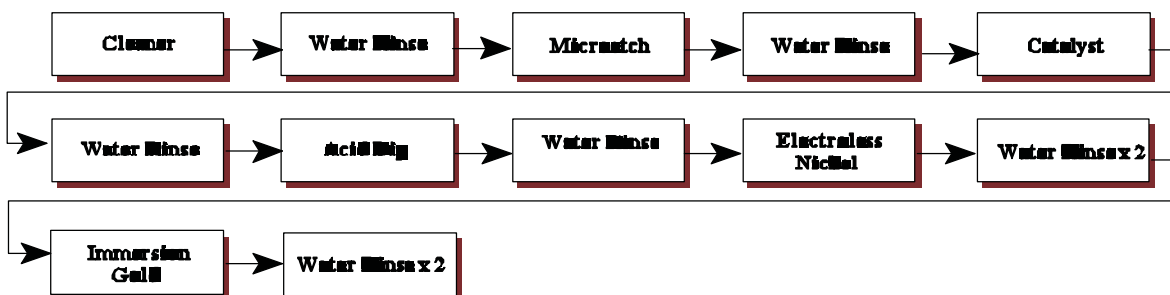 Cleaner
Water Rinse
Microetch
Water Rinse
Catalyst
Water Rinse
Acid Dip
Water Rinse
Electroless
Nickel
Water Rinse x 2
Immersion
Gold
Water Rinse x 2